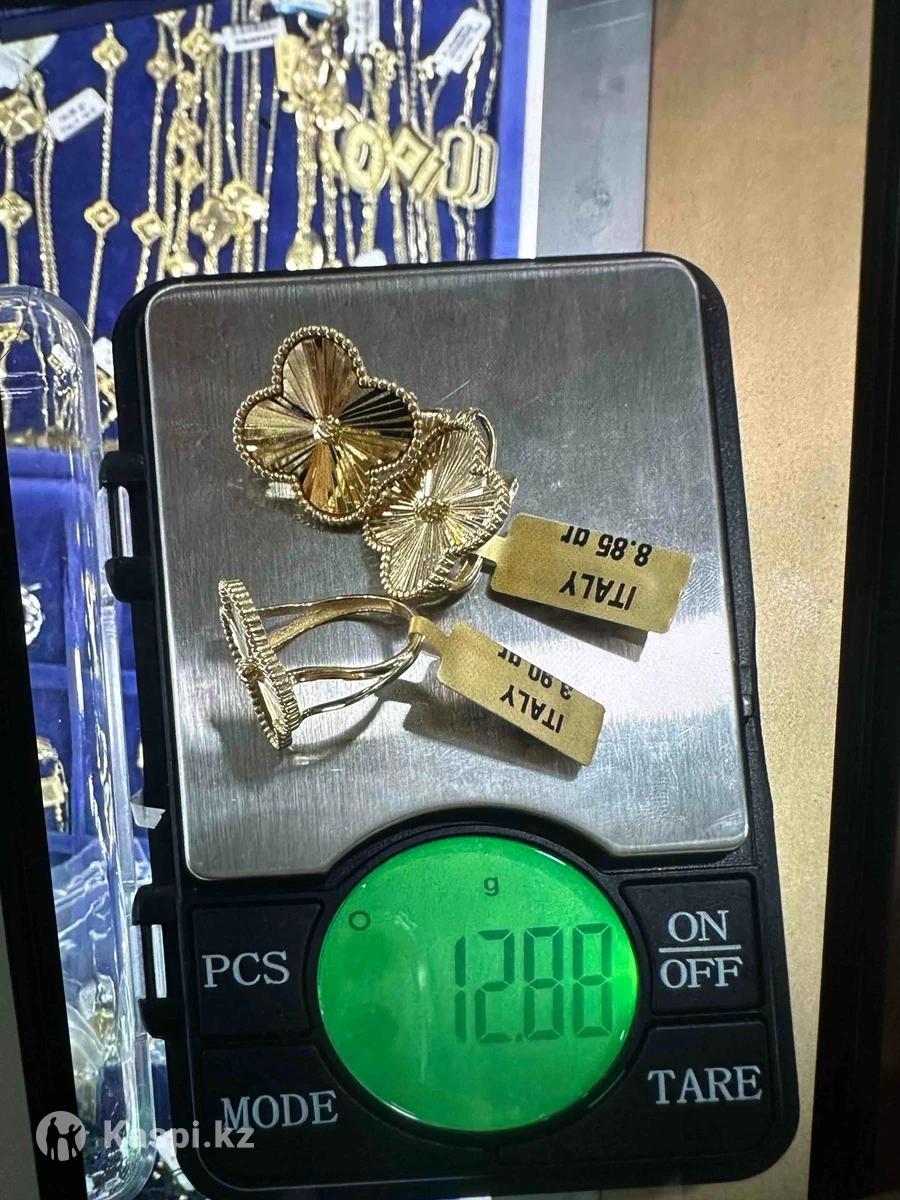 ITALY
8.85 gr
ITALY
3.90 gr
g
O
12.88
PCS
ON
OFF
MODE
TARE
Kaspi.kz